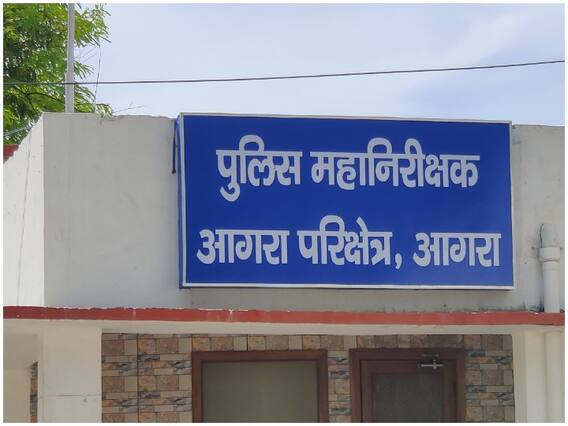 पुलिस महानिरीक्षक
आगरा परिक्षेत्र, आगरा